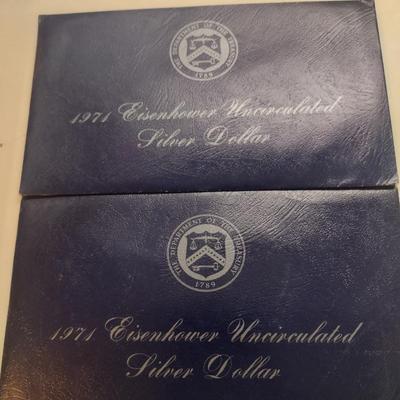 THE DEPARTMENT OF THE TREASURY
1789
1971 Eisenhower Uncirculated
Silver Dollar
THE DEPARTMENT OF THE TREASURY
1789
1971 Eisenhower Uncirculated
Silver Dollar